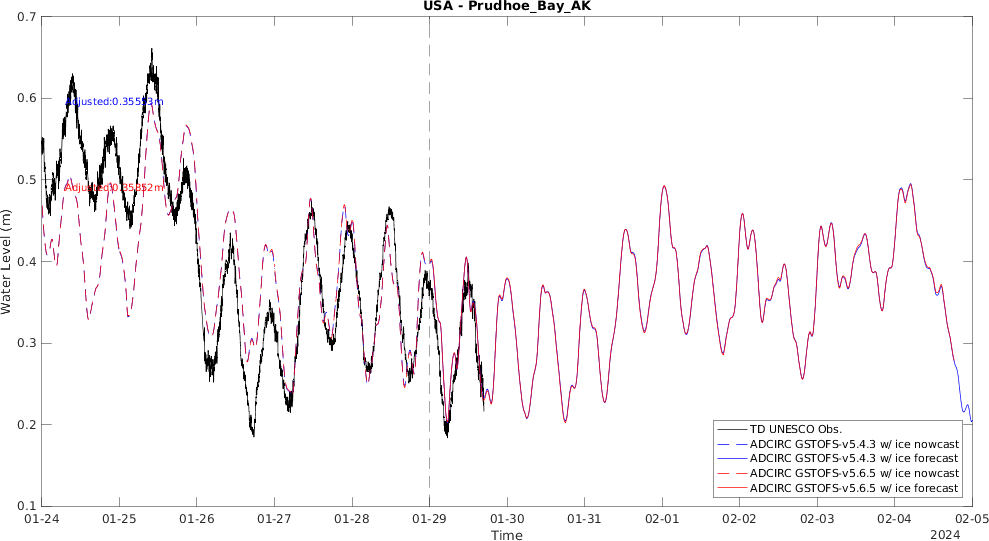 USA - Prudhoe_Bay_AK
0.7
0.6
0.5
0.4
0.3
0.2
0.1
Water Level (m)
Adjusted:0.35553m
Adjusted:0.35352m
TD UNESCO Obs.
ADCIRC GSTOFS-v5.4.3 w/ ice nowcast
ADCIRC GSTOFS-v5.4.3 w/ ice forecast
ADCIRC GSTOFS-v5.6.5 w/ ice nowcast
ADCIRC GSTOFS-v5.6.5 w/ ice forecast
01-24 01-25 01-26 01-27 01-28 01-29 01-30 01-31 02-01 02-02 02-03 02-04 02-05
Time
2024